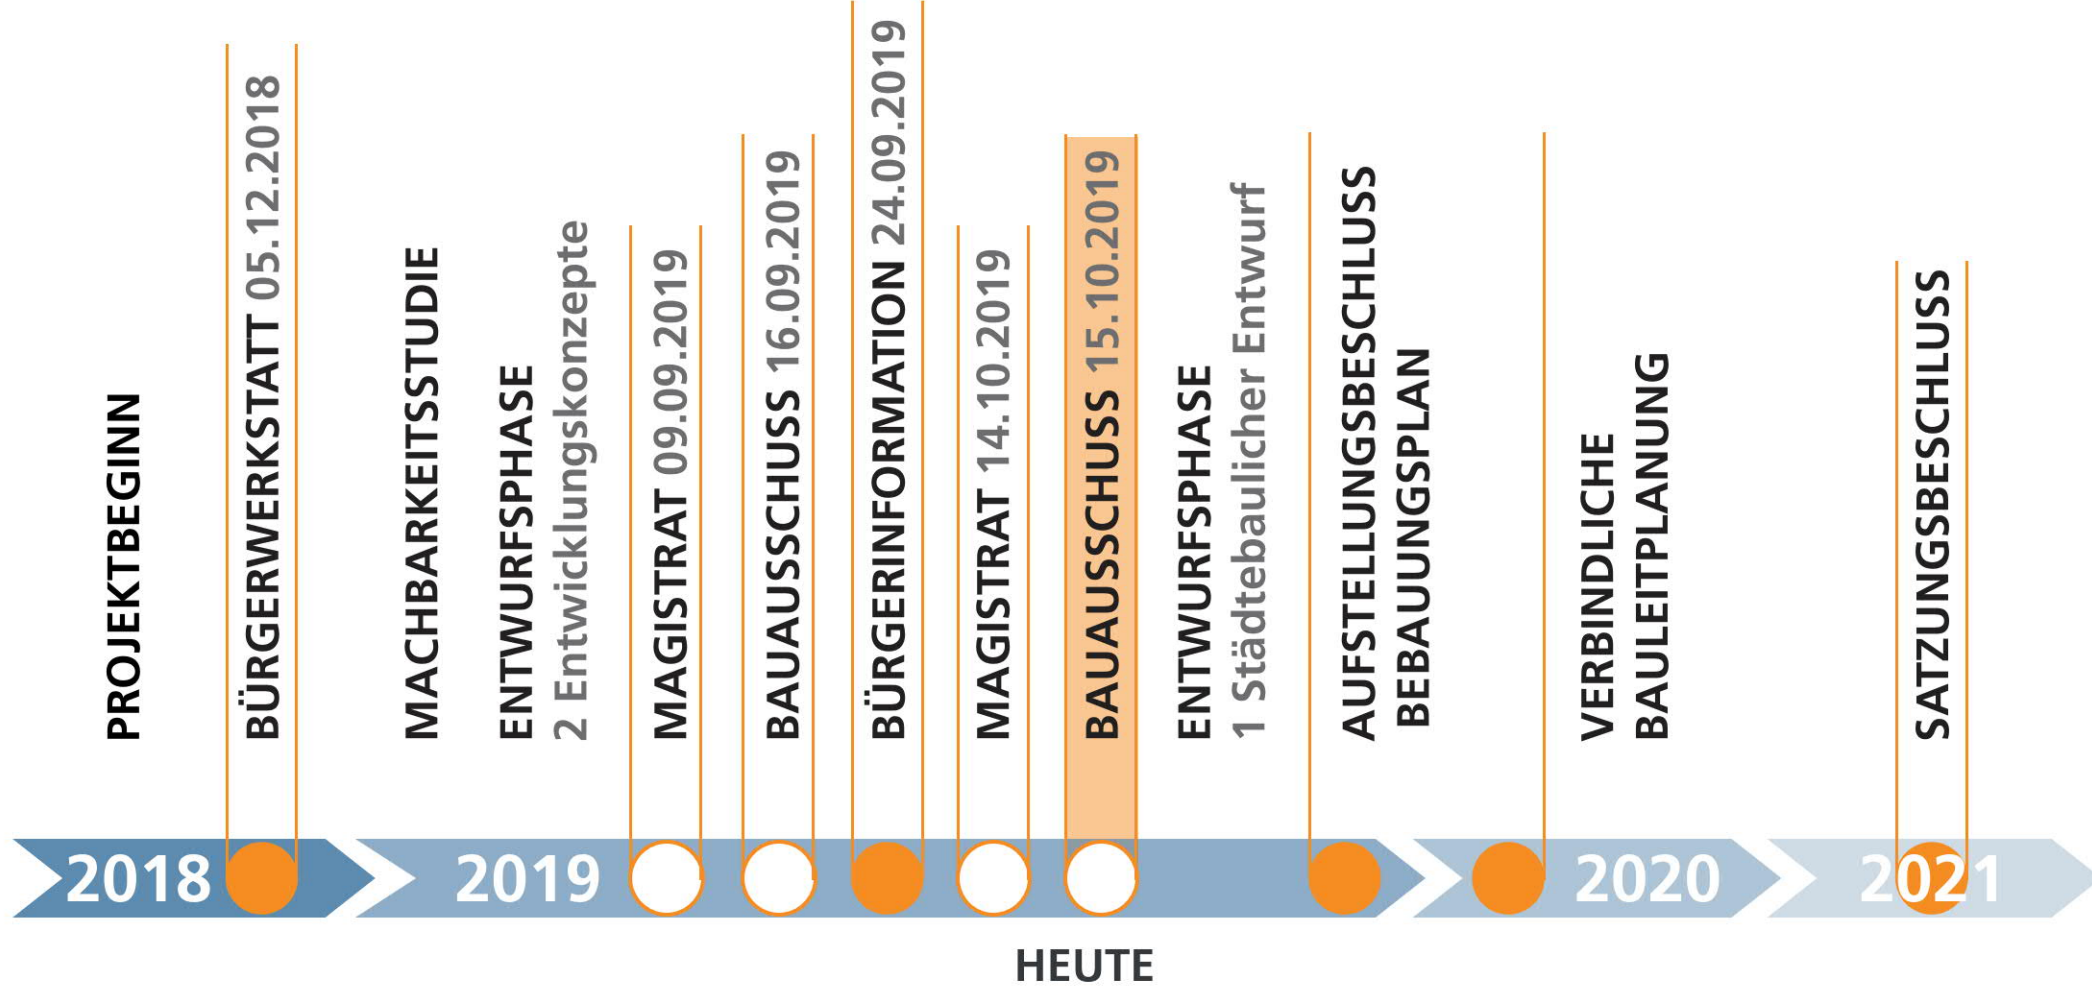 PROJEKTBEGINN
BÜRGERWERKSTATT 05.12.2018
MACHBARKEITSSTUDIE
ENTWURFSPHASE
2 Entwicklungskonzepte
MAGISTRAT 09.09.2019
BAUAUSSCHUSS 16.09.2019
BÜRGERINFORMATION 24.09.2019
MAGISTRAT 14.10.2019
BAUAUSSCHUSS 15.10.2019
ENTWURFSPHASE
1 Städtebaulicher Entwurf
AUFSTELLUNGSBESCHLUSS
BEBAUUNGSPLAN
VERBINDLICHE
BAULEITPLANUNG
SATZUNGSBESCHLUSS
2018
2019
2020
2021
HEUTE